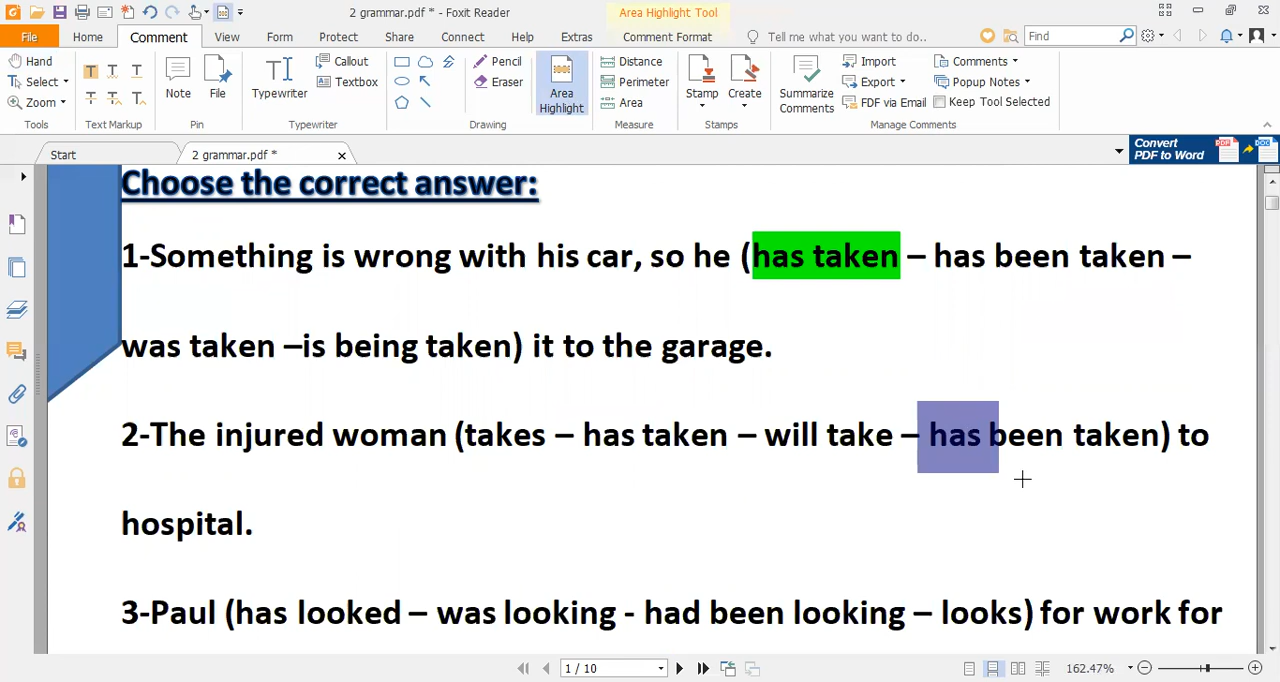 2 grammar.pdf * - Foxit Reader
Area Highlight Tool
File Home Comment View Form Protect Share Connect Help Extras Comment Format Tell me what you want to do.. Find
Hand
Select
Zoom
Tools
Text Markup
Note File
Pin
Typewriter
Callout
Textbox
Typewriter
Pencil
Eraser
Area Highlight
Drawing
Distance
Perimeter
Area
Measure
Stamp Create
Stamps
Summarize Comments
Import
Export
FDF via Email
Comments
Popup Notes
Keep Tool Selected
Manage Comments
Start 2 grammar.pdf *
Convert
PDF to Word
Choose the correct answer:
1-Something is wrong with his car, so he (has taken – has been taken –
was taken –is being taken) it to the garage.
2-The injured woman (takes – has taken – will take – has been taken) to
hospital.
3-Paul (has looked – was looking - had been looking – looks) for work for
1 / 10 162.47%